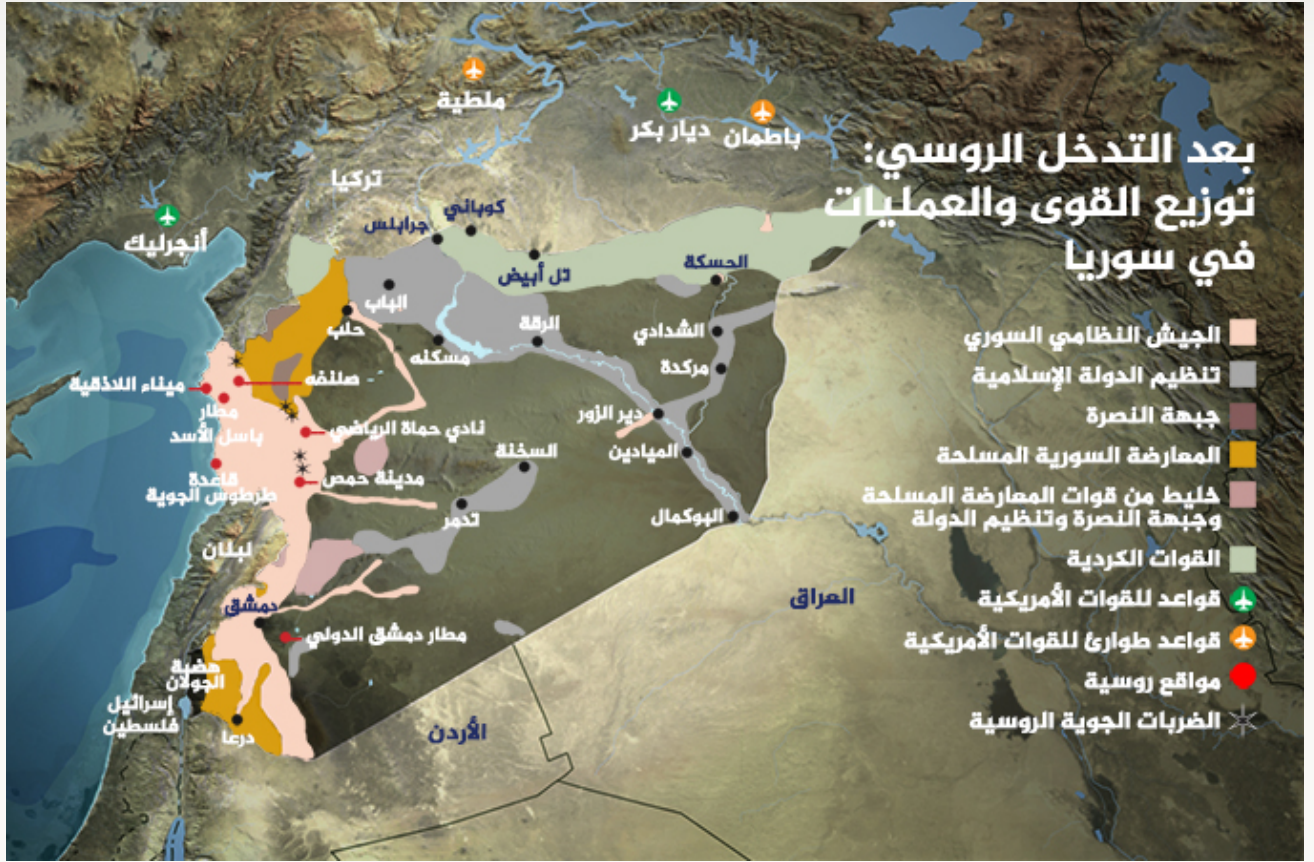 بعد التدخل الروسي:
توزيع القوى والعمليات
في سوريا
الجيش النظامي السوري
تنظيم الدولة الإسلامية
جبهة النصرة
المعارضة السورية المسلحة
خليط من قوات المعارضة المسلحة
وجبهة النصرة وتنظيم الدولة
القوات الكردية
قواعد للقوات الأمريكية
قواعد طوارئ للقوات الأمريكية
مواقع روسية
الضربات الجوية الروسية
باطمان
ديار بكر
ملطية
تركيا
أنجرليك
كوباني
جرابلس
تل أبيض
الحسكة
الباب
حلب
مسكنه
الرقة
الشدادي
مركدة
دير الزور
الميادين
البوكمال
السخنة
تدمر
صلنفه
ميناء اللاذقية
مطار
باسل الأسد
نادي حماة الرياضي
مدينة حمص
قاعدة
طرطوس الجوية
لبنان
دمشق
مطار دمشق الدولي
هضبة
الجولان
إسرائيل
فلسطين
درعا
الأردن
العراق